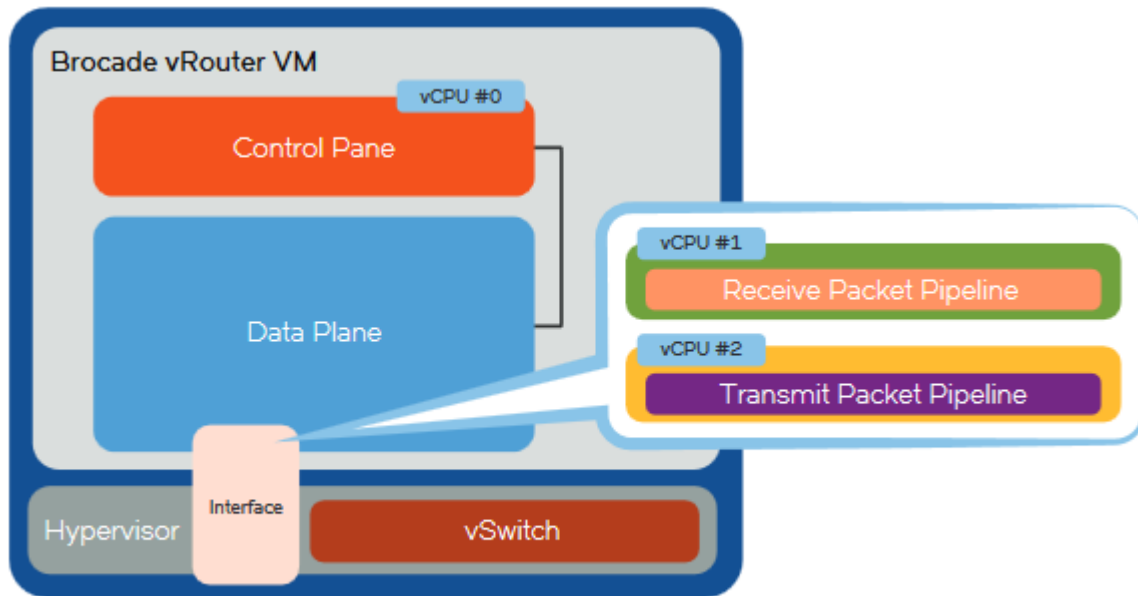 Brocade vRouter VM
vCPU #0
Control Pane
Data Plane
vCPU #1
Receive Packet Pipeline
vCPU #2
Transmit Packet Pipeline
Interface
Hypervisor
vSwitch